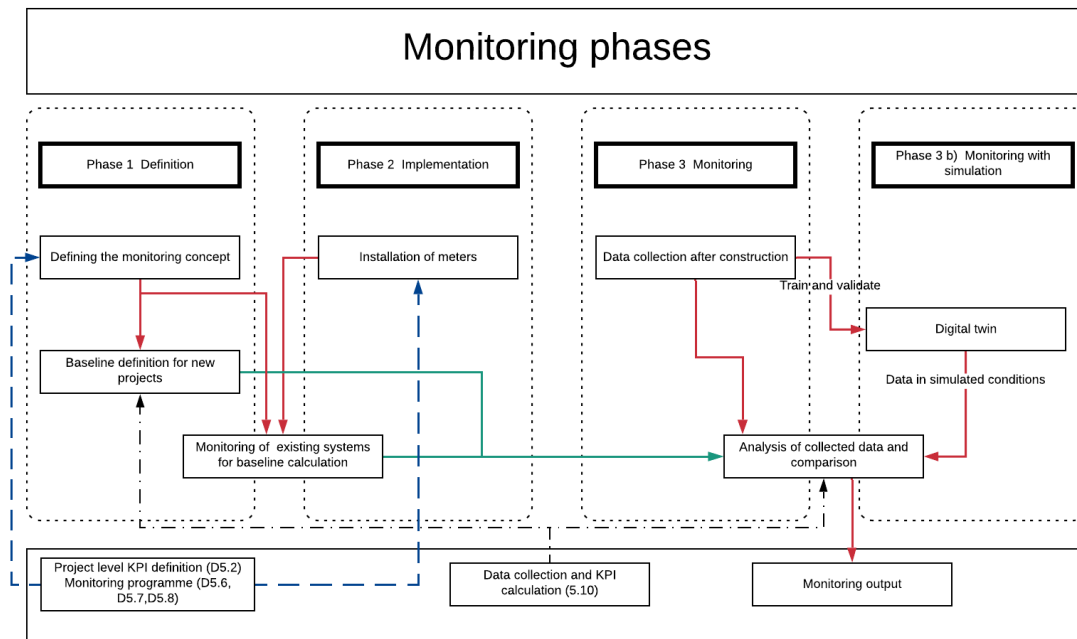 Monitoring phases
Phase 1 Definition
Phase 2 Implementation
Phase 3 Monitoring
Phase 3 b) Monitoring with
simulation
Defining the monitoring concept
Installation of meters
Data collection after construction
Train and validate
Digital twin
Baseline definition for new
projects
Data in simulated conditions
Monitoring of existing systems
for baseline calculation
Analysis of collected data and
comparison
Project level KPI definition (D5.2)
Monitoring programme (D5.6,
D5.7,D5.8)
Data collection and KPI
calculation (5.10)
Monitoring output